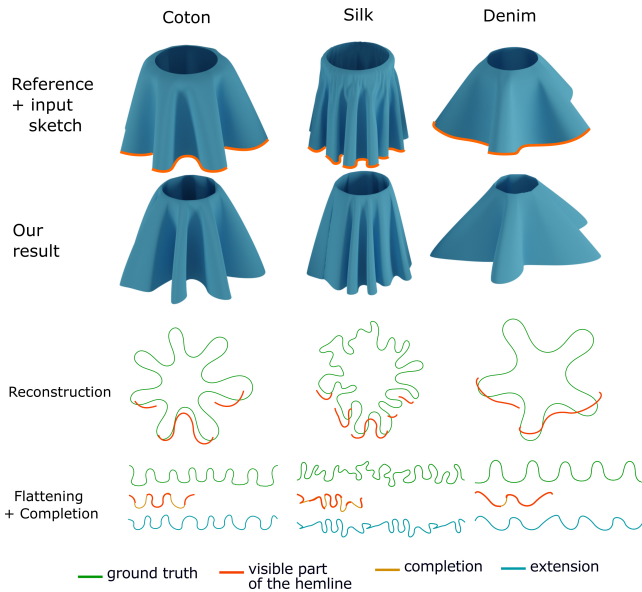 Coton
Silk
Denim
Reference
+ input
sketch
Our
result
Reconstruction
Flattening
+ Completion
ground truth
visible part
of the hemline
completion
extension